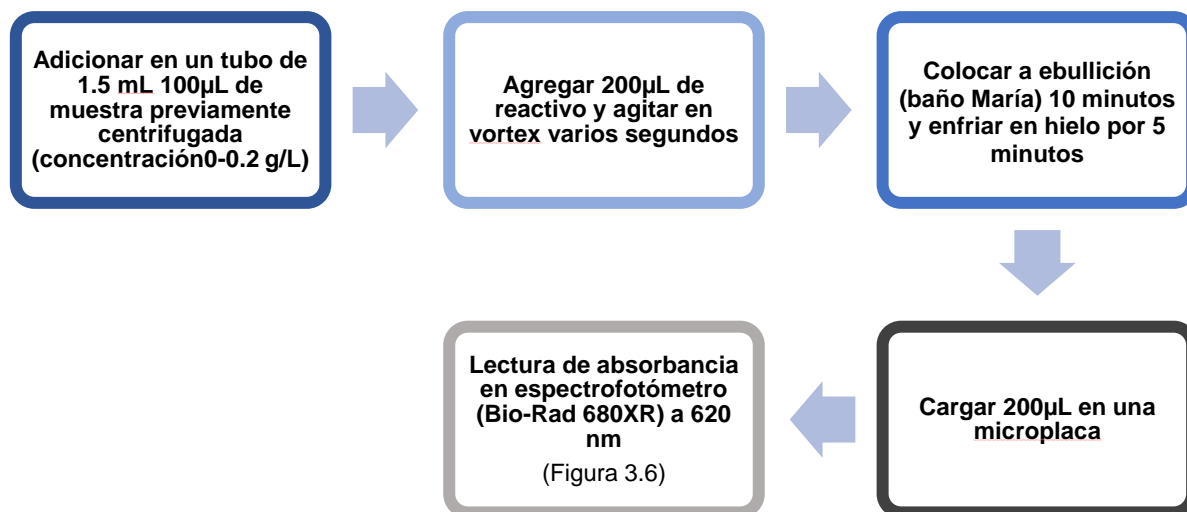 Adicionar en un tubo de
1.5 mL 100µL de
muestra previamente
centrifugada
(concentración0-0.2 g/L)
Agregar 200µL de
reactivo y agitar en
vortex varios segundos
Colocar a ebullición
(baño María) 10 minutos
y enfriar en hielo por 5
minutos
Cargar 200µL en una
microplaca
Lectura de absorbancia
en espectrofotómetro
(Bio-Rad 680XR) a 620
nm
(Figura 3.6)